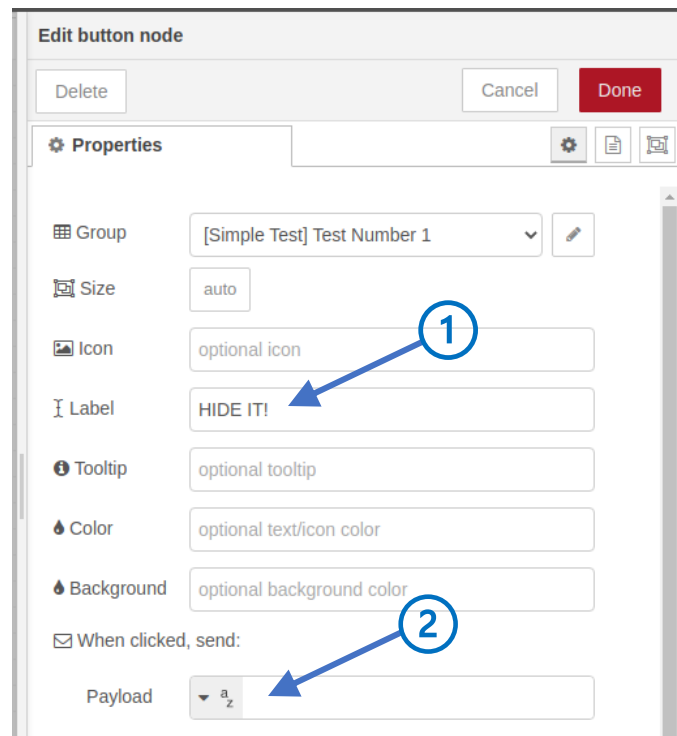 Edit button node
Delete
Cancel
Done
Properties
Group
[Simple Test] Test Number 1
Size
auto
1
Icon
optional icon
Label
HIDE IT!
Tooltip
optional tooltip
Color
optional text/icon color
Background
optional background color
2
When clicked, send:
Payload
a
z